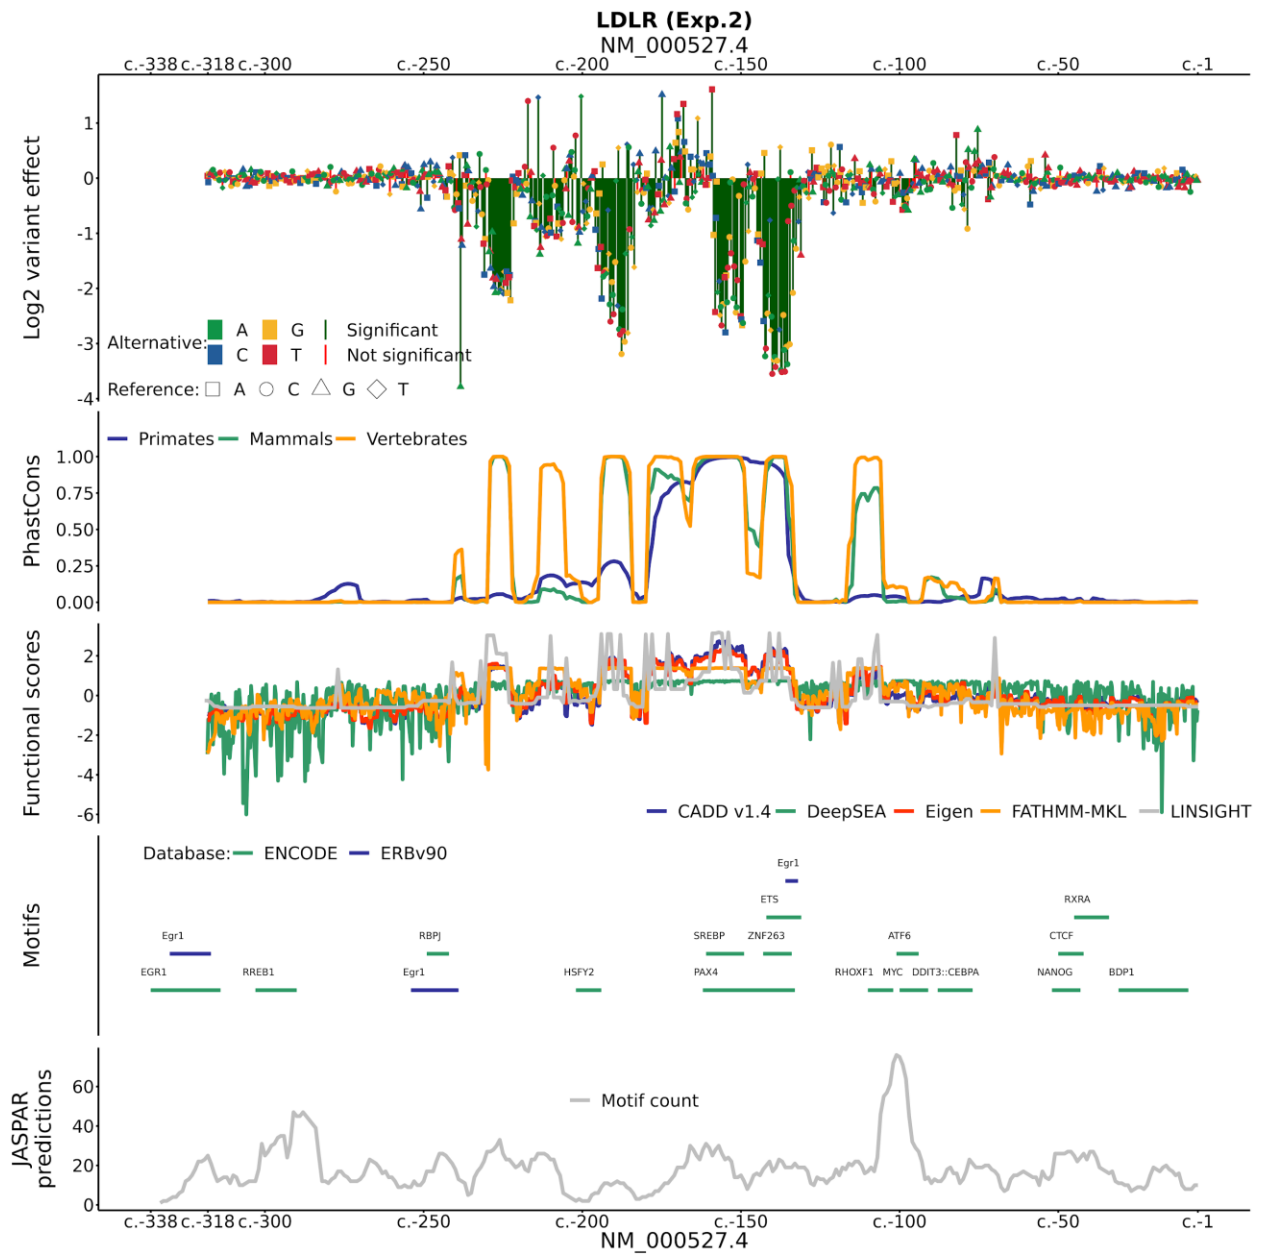 LDLR (Exp.2)
NM_000527.4
c.-338 c.-318 c.-300 c.-250 c.-200 c.-150 c.-100 c.-50 c.-1
Log2 variant effect
1
0
-1
-2
-3
-4
Alternative: A G Significant
C T Not significant
Reference: A C G T
PhastCons
Primates Mammals Vertebrates
1.00
0.75
0.50
0.25
0.00
Functional scores
2
0
-2
-4
-6
CADD v1.4 DeepSEA Eigen FATHMM-MKL LINSIGHT
Motifs
Database: ENCODE ERBv90
Egr1
ETS RXRA
Egr1 RBPJ SREBP ZNF263 ATF6 CTCF
EGR1 RREB1 Egr1 HSFY2 PAX4 RHOXF1 MYC DDIT3::CEBPA NANOG BDP1
JASPAR
predictions
60
40
20
0
Motif count
c.-338 c.-318 c.-300 c.-250 c.-200 c.-150 c.-100 c.-50 c.-1
NM_000527.4